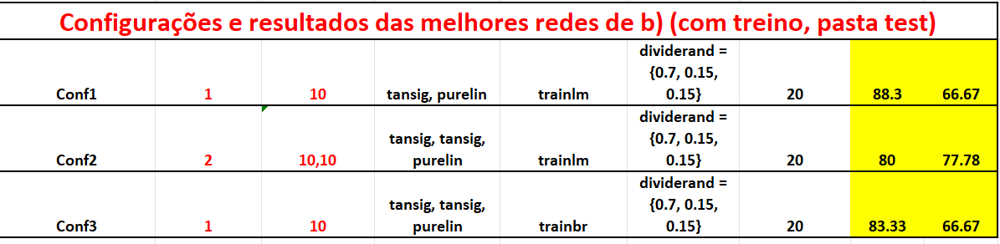 Configurações e resultados das melhores redes de b) (com treino, pasta test)
dividerand =
{0.7, 0.15,
Conf1 1 10 tansig, purelin trainlm 0.15} 20 88.3 66.67
dividerand =
tansig, tansig, {0.7, 0.15,
Conf2 2 10,10 purelin trainlm 0.15} 20 80 77.78
dividerand =
tansig, tansig, {0.7, 0.15,
Conf3 1 10 purelin trainbr 0.15} 20 83.33 66.67